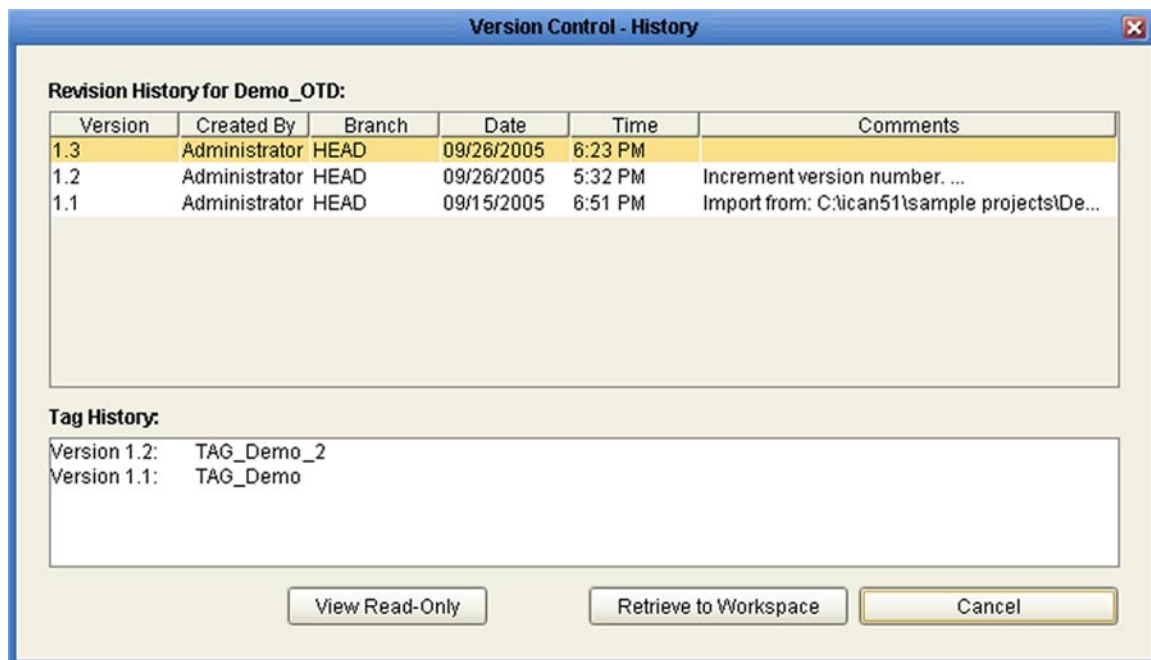 Version Control - History
Revision History for Demo_OTD:
Version Created By Branch Date Time Comments
1.3 Administrator HEAD 09/26/2005 6:23 PM
1.2 Administrator HEAD 09/26/2005 5:32 PM Increment version number. ...
1.1 Administrator HEAD 09/15/2005 6:51 PM Import from: C:\ican51\sample projects\De...
Tag History:
Version 1.2: TAG_Demo_2
Version 1.1: TAG_Demo
View Read-Only Retrieve to Workspace Cancel